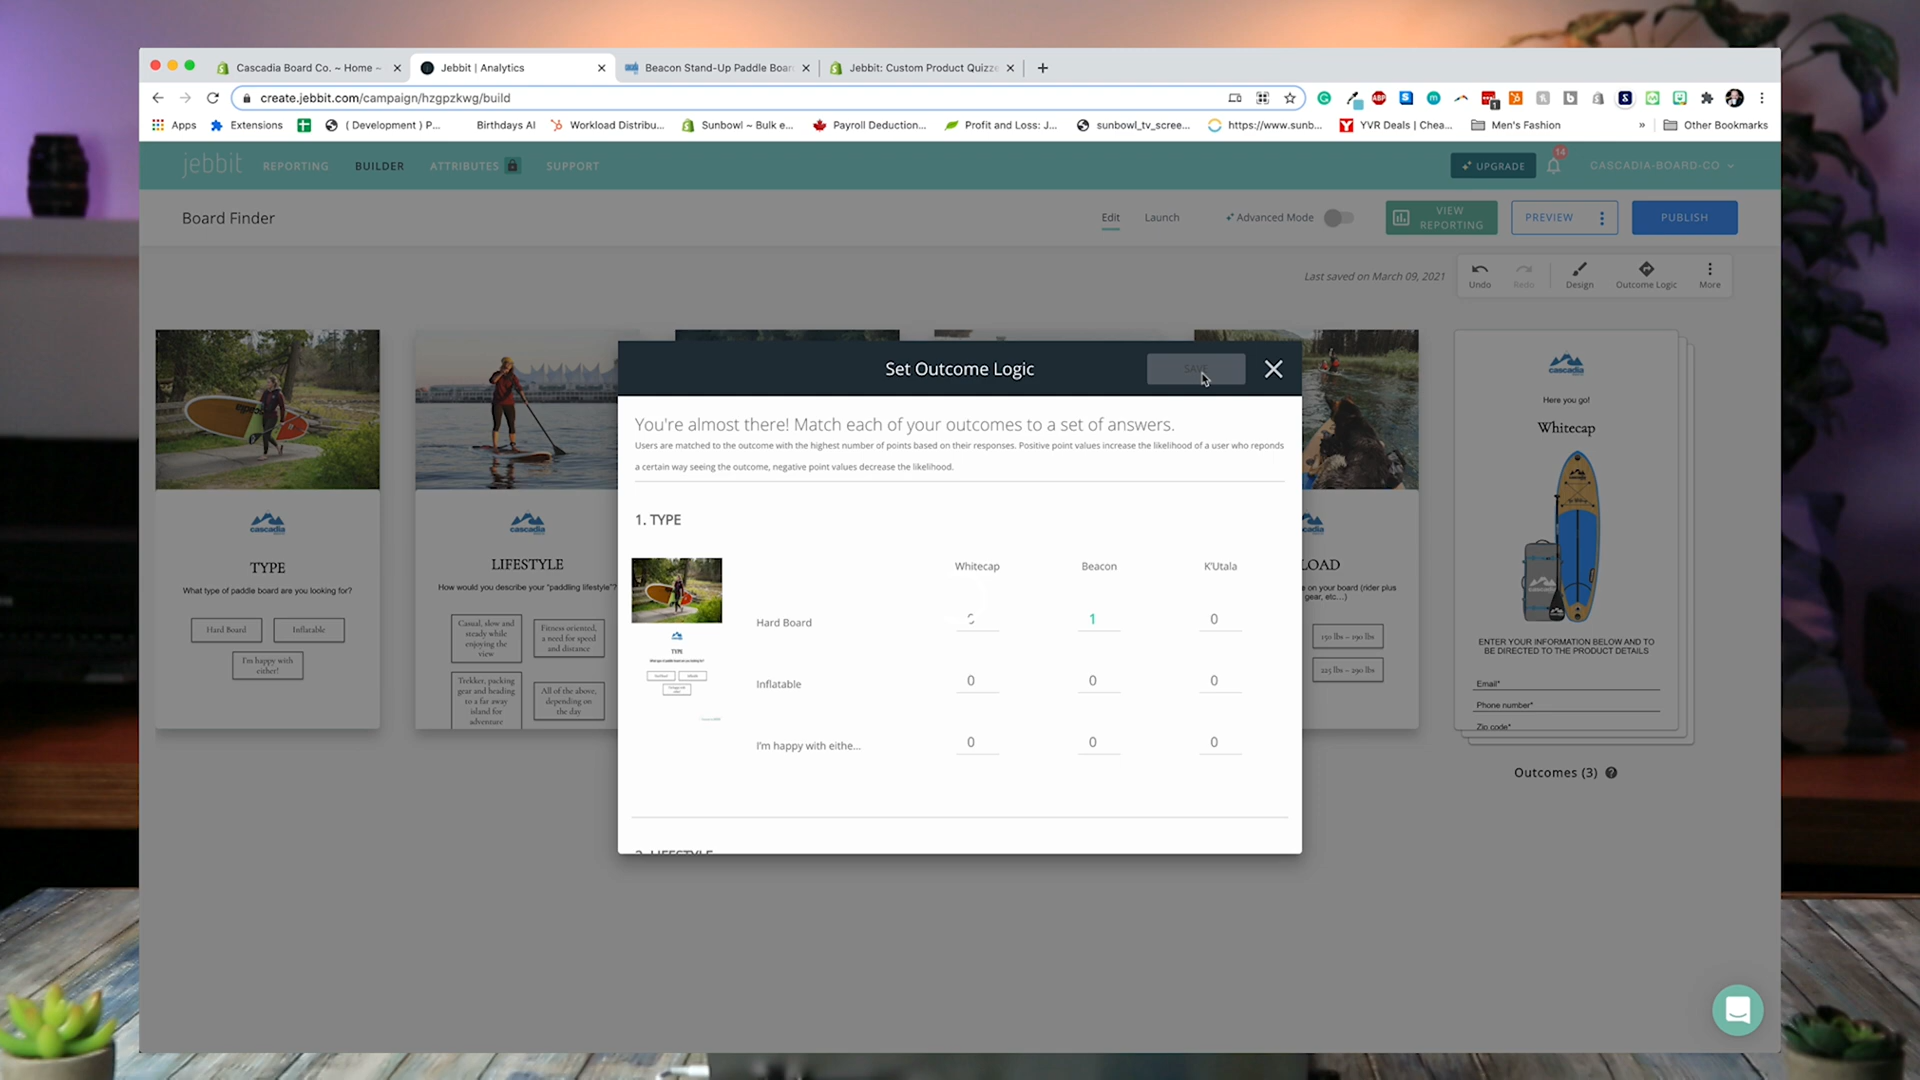 Cascadia Board Co. ~ Home ~
Jebbit | Analytics
Beacon Stand-Up Paddle Boar
Jebbit: Custom Product Quizze
create.jebbit.com/campaign/hzgpzkwg/build
Apps
Extensions
( Development ) P...
Birthdays AI
Workload Distribu...
Sunbowl ~ Bulk e...
Payroll Deduction...
Profit and Loss: J...
sunbowl_tv_scree...
https://www.sunb...
YVR Deals | Chea...
Men's Fashion
»
Other Bookmarks
jebbit
REPORTING
BUILDER
ATTRIBUTES
SUPPORT
UPGRADE
14
CASCADIA-BOARD-CO
Board Finder
Edit
Launch
Advanced Mode
VIEW
REPORTING
PREVIEW
PUBLISH
Last saved on March 09, 2021
Undo
Redo
Design
Outcome Logic
More
cascadia
TYPE
What type of paddle board are you looking for?
Hard Board
Inflatable
I'm happy with
either!
cascadia
LIFESTYLE
How would you describe your "paddling lifestyle"?
Casual, slow and
steady while
enjoying the
view
Fitness oriented,
a need for speed
and distance
Trekker, packing
gear and heading
to a far away
island for
adventure
All of the above,
depending on
the day
Set Outcome Logic
SAVE
You're almost there! Match each of your outcomes to a set of answers.
Users are matched to the outcome with the highest number of points based on their responses. Positive point values increase the likelihood of a user who reponds
a certain way seeing the outcome, negative point values decrease the likelihood.
1. TYPE
Whitecap
Beacon
K'Utala
Hard Board
1
0
Inflatable
0
0
0
I'm happy with eithe...
0
0
0
TYPE
2. LIFESTYLE
LOAD
e on your board (rider plus
gear, etc...)
150 lbs – 190 lbs
225 lbs – 290 lbs
cascadia
Here you go!
Whitecap
ENTER YOUR INFORMATION BELOW AND TO
BE DIRECTED TO THE PRODUCT DETAILS
Email*
Phone number*
Zip code*
Outcomes (3)